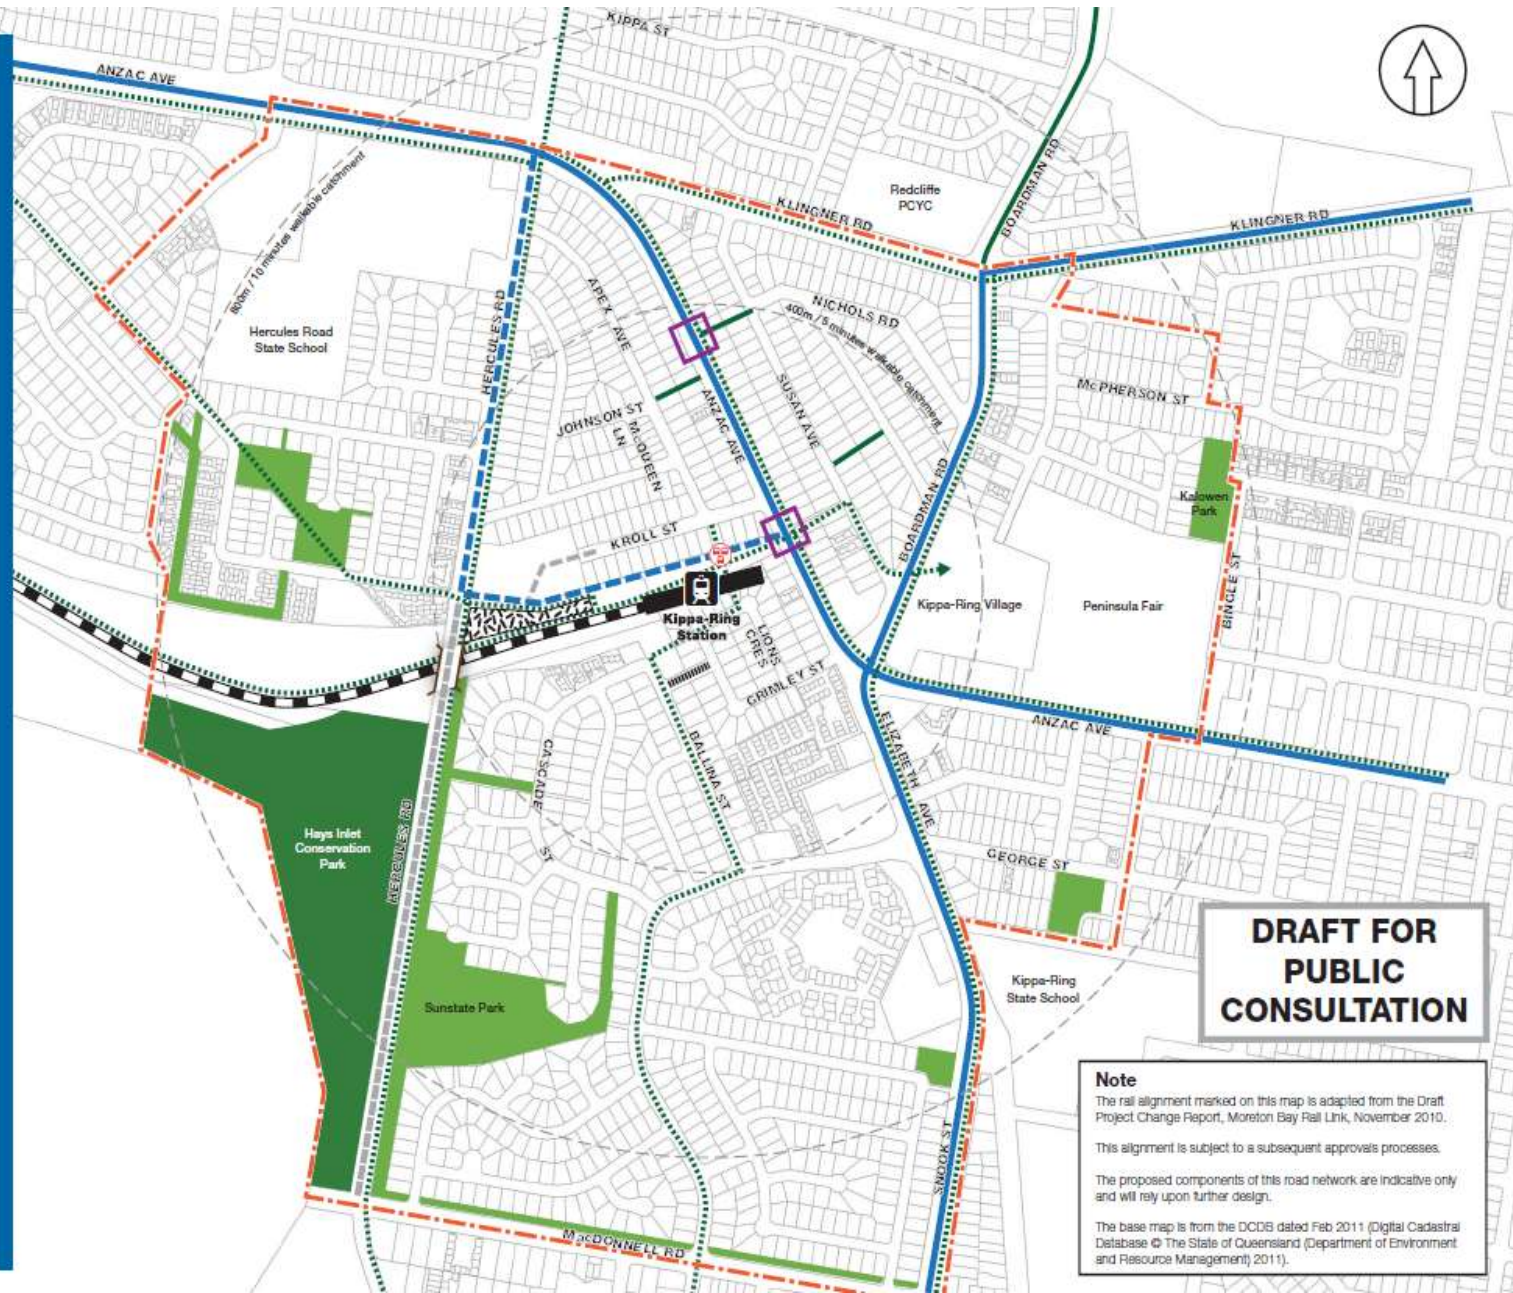 KIPPA ST
ANZAC AVE
BOARDMAN RD
800m / 10 minutes walkable catchment
Redcliffe
PCYC
KLINGNER RD
KLINGNER RD
HERCULES RD
APEX AVE
NICHOLS RD
400m / 5 minutes walkable catchment
Hercules Road
State School
SUSAN AVE
McPHERSON ST
JOHNSON ST
McQUEEN
LN
ANZAC AVE
BOARDMAN RD
Kalowen
Park
KROLL ST
BINGLE ST
Kippa-Ring
Station
Kippa-Ring Village
Peninsula Fair
LIONS
CRES
GRIMLEY ST
ANZAC AVE
ELIZABETH AVE
BALLINA ST
CASCADE
ST
HERCULES RD
Hays Inlet
Conservation
Park
GEORGE ST
Kippa-Ring
State School
Sunstate Park
SNOOK ST
MacDONNELL RD
DRAFT FOR
PUBLIC
CONSULTATION
Note
The rail alignment marked on this map is adapted from the Draft
Project Change Report, Moreton Bay Rail Link, November 2010.
This alignment is subject to a subsequent approvals processes.
The proposed components of this road network are indicative only
and will rely upon further design.
The base map is from the DCDB dated Feb 2011 (Digital Cadastral
Database © The State of Queensland (Department of Environment
and Resource Management) 2011).